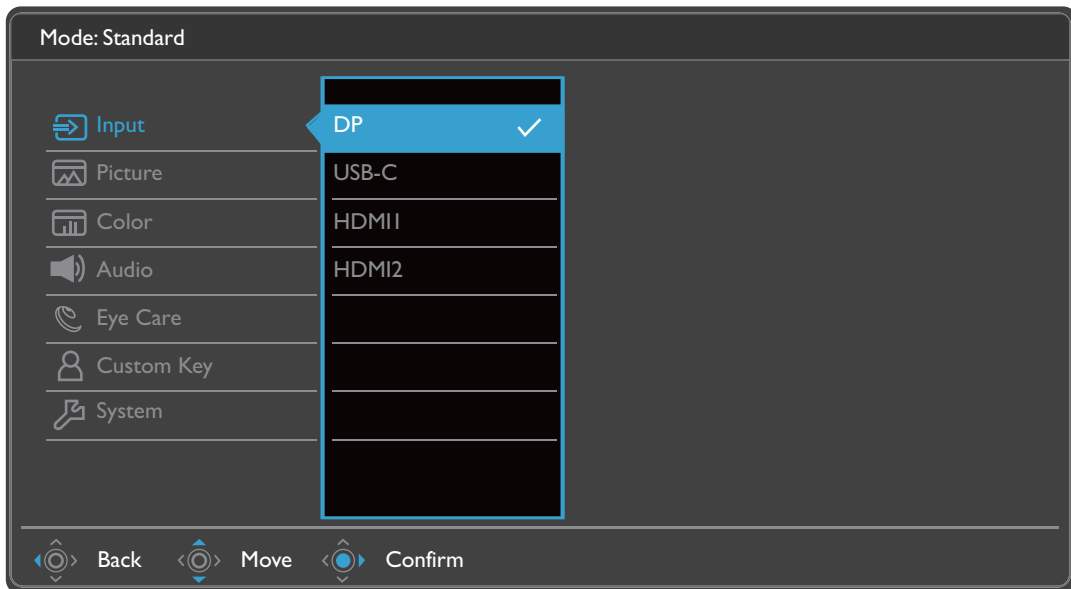 Mode: Standard
Input
DP
Picture
USB-C
Color
HDMI1
Audio
HDMI2
Eye Care
Custom Key
System
Back Move Confirm